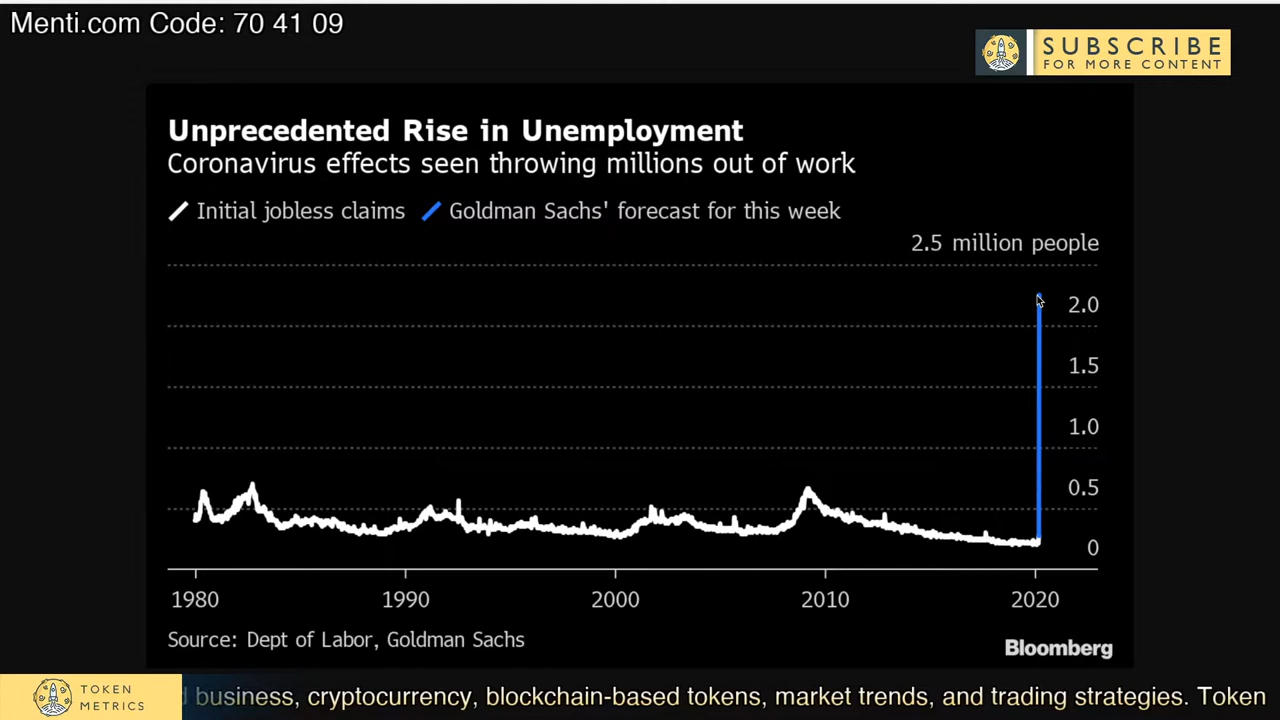 Menti.com Code: 70 41 09
SUBSCRIBE
FOR MORE CONTENT
Unprecedented Rise in Unemployment
Coronavirus effects seen throwing millions out of work
Initial jobless claims Goldman Sachs' forecast for this week
2.5 million people
2.0
1.5
1.0
0.5
0
1980 1990 2000 2010 2020
Source: Dept of Labor, Goldman Sachs
Bloomberg
TOKEN
METRICS
business, cryptocurrency, blockchain-based tokens, market trends, and trading strategies. Token